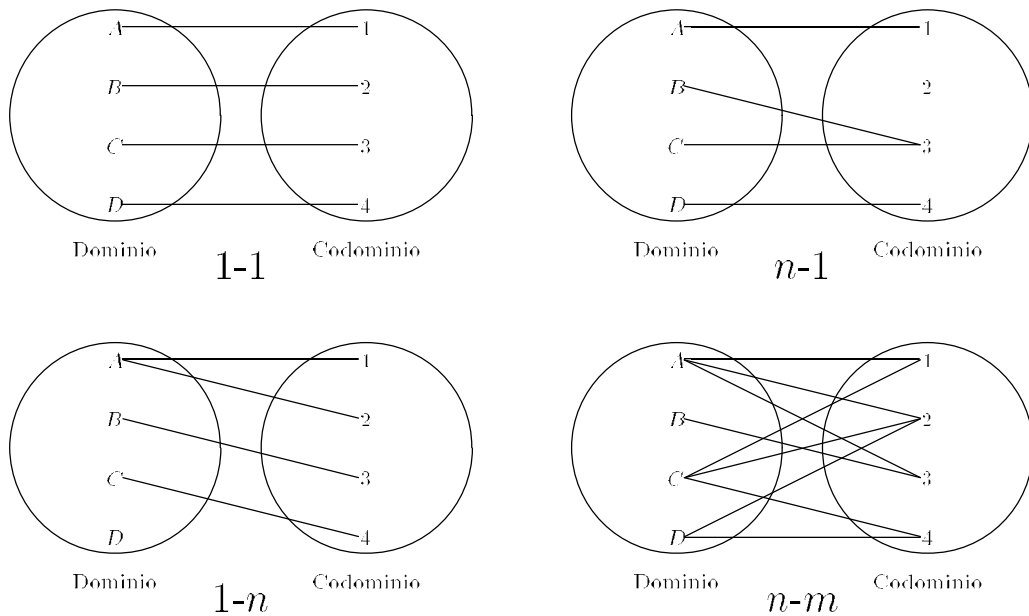 A 1
B 2
C 3
D 4
Dominio Codominio
1-1
A 1
B 2
C 3
D 4
Dominio Codominio
n-1
A 1
B 2
C 3
D 4
Dominio Codominio
1-n
A 1
B 2
C 3
D 4
Dominio Codominio
n-m